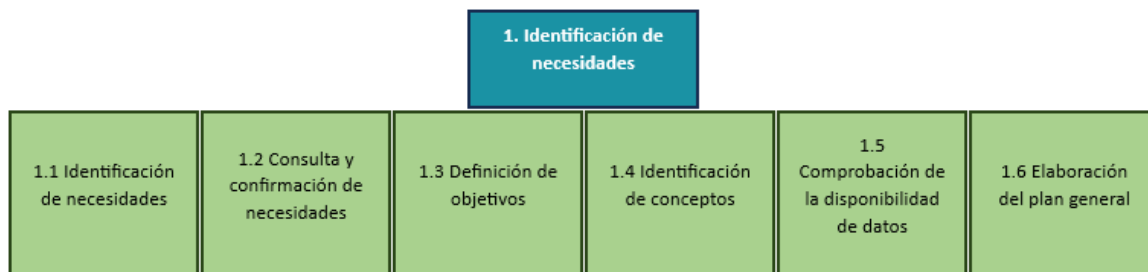 1. Identificación de
necesidades
1.1 Identificación
de necesidades
1.2 Consulta y
confirmación de
necesidades
1.3 Definición de
objetivos
1.4 Identificación
de conceptos
1.5
Comprobación de
la disponibilidad
de datos
1.6 Elaboración
del plan general